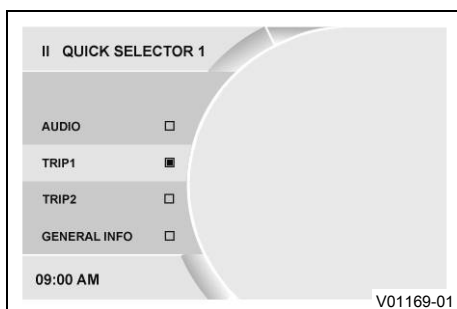 II QUICK SELECTOR 1
AUDIO
TRIP1
TRIP2
GENERAL INFO
09:00 AM
V01169-01